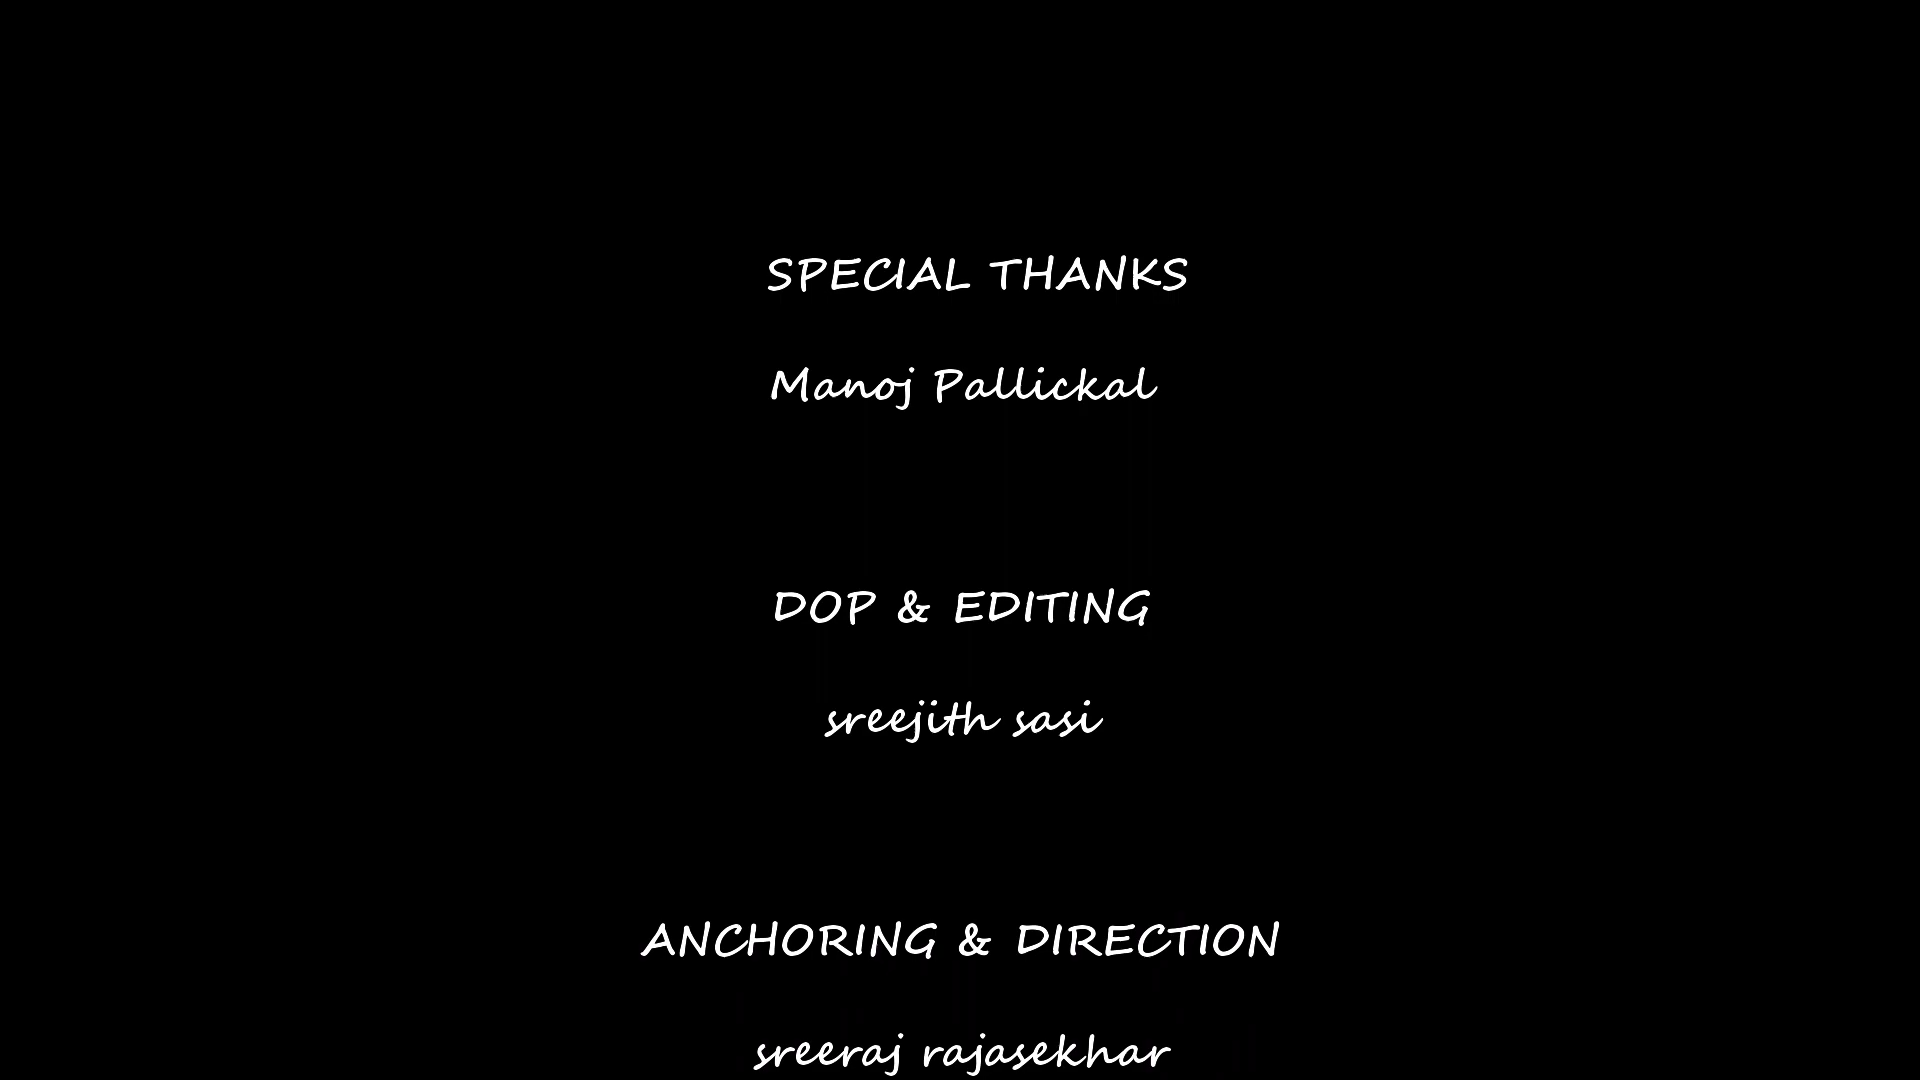 SPECIAL THANKS
Manoj Pallickal
DOP & EDITING
sreejith sasi
ANCHORING & DIRECTION
sreeraj rajasekhar